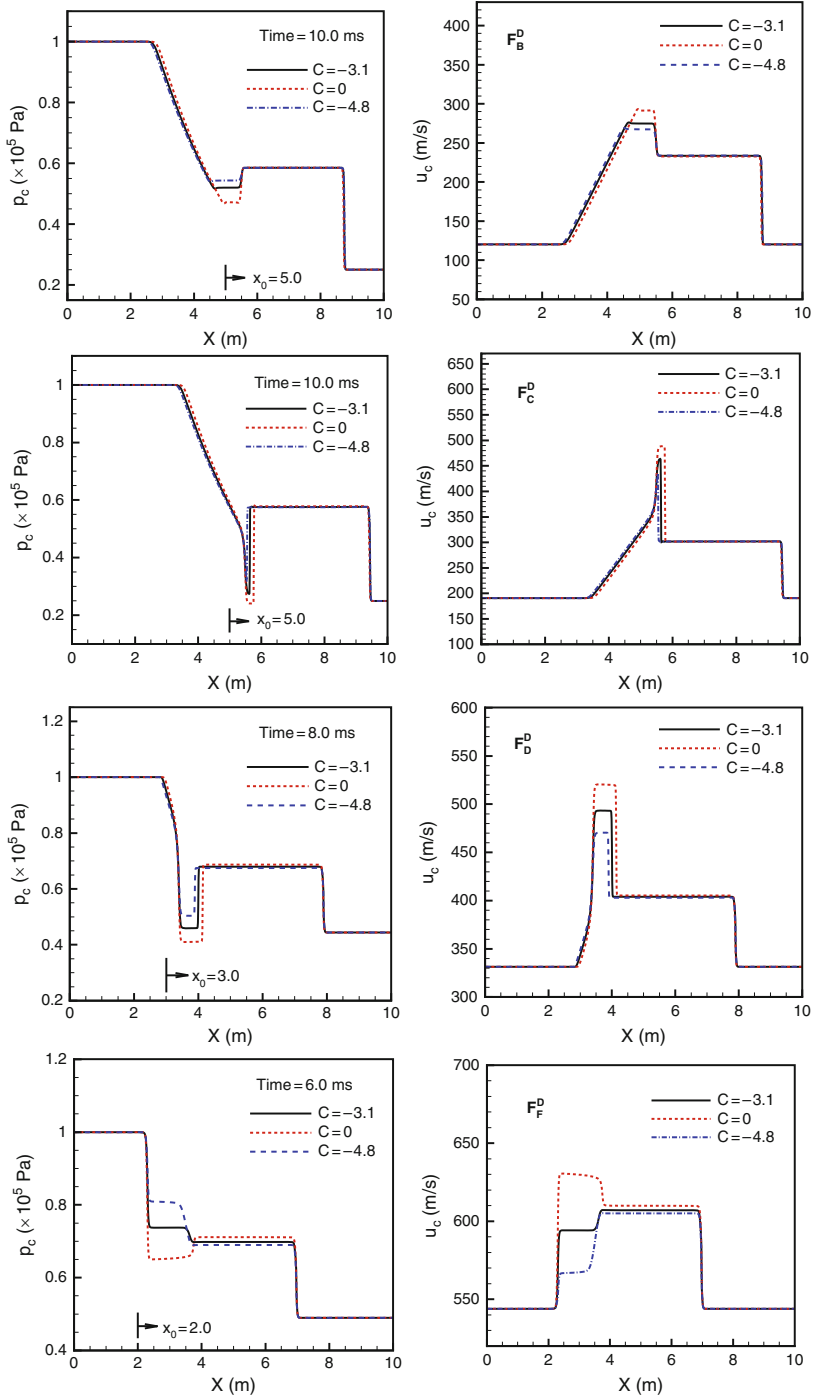 1
0.8
0.6
0.4
0.2
p_c (× 10^5 Pa)
Time = 10.0 ms
C = −3.1
C = 0
C = −4.8
x_0 = 5.0
0 2 4 6 8 10
X (m)
400
350
300
250
200
150
100
50
u_c (m/s)
F_B^D
C = −3.1
C = 0
C = −4.8
0 2 4 6 8 10
X (m)
1
0.8
0.6
0.4
0.2
p_c (× 10^5 Pa)
Time = 10.0 ms
C = −3.1
C = 0
C = −4.8
x_0 = 5.0
0 2 4 6 8 10
X (m)
650
600
550
500
450
400
350
300
250
200
150
100
u_c (m/s)
F_C^D
C = −3.1
C = 0
C = −4.8
0 2 4 6 8 10
X (m)
1.2
1
0.8
0.6
0.4
0.2
p_c (× 10^5 Pa)
Time = 8.0 ms
C = −3.1
C = 0
C = −4.8
x_0 = 3.0
0 2 4 6 8 10
X (m)
600
550
500
450
400
350
300
u_c (m/s)
F_D^D
C = −3.1
C = 0
C = −4.8
0 2 4 6 8 10
X (m)
1.2
1
0.8
0.6
0.4
p_c (× 10^5 Pa)
Time = 6.0 ms
C = −3.1
C = 0
C = −4.8
x_0 = 2.0
0 2 4 6 8 10
X (m)
700
660
630
600
570
540
u_c (m/s)
F_F^D
C = −3.1
C = 0
C = −4.8
0 2 4 6 8 10
X (m)